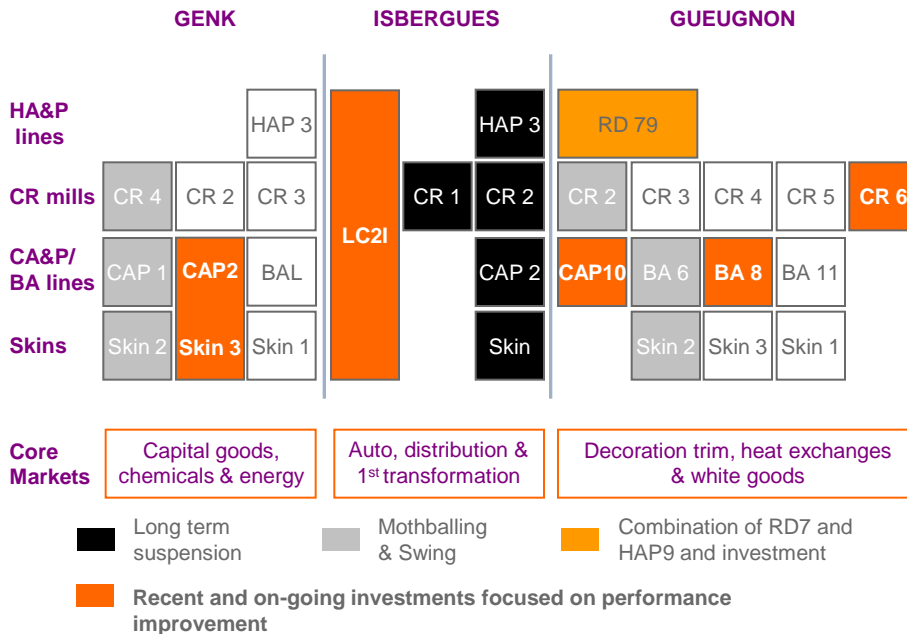 GENK ISBERGUES GUEUGNON
HA&P
lines
HAP 3 HAP 3 RD 79
CR mills
CR 4 CR 2 CR 3 CR 1 CR 2 CR 2 CR 3 CR 4 CR 5 CR 6
LC2I
CA&P/
BA lines
CAP 1 CAP2 BAL CAP 2 CAP10 BA 6 BA 8 BA 11
Skins
Skin 2 Skin 3 Skin 1 Skin Skin 2 Skin 3 Skin 1
Core
Markets
Capital goods,
chemicals & energy
Auto, distribution &
1st transformation
Decoration trim, heat exchanges
& white goods
Long term
suspension
Mothballing
& Swing
Combination of RD7 and
HAP9 and investment
Recent and on-going investments focused on performance
improvement